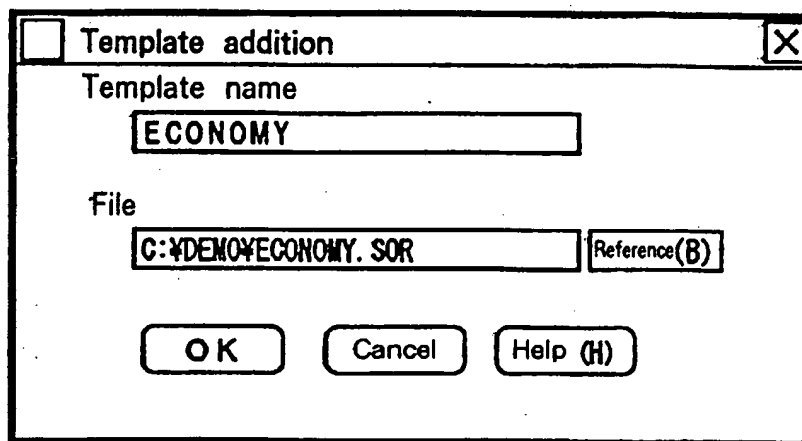 Template addition
Template name
ECONOMY
File
C:¥DEMO¥ECONOMY.SOR Reference(B)
OK Cancel Help (H)